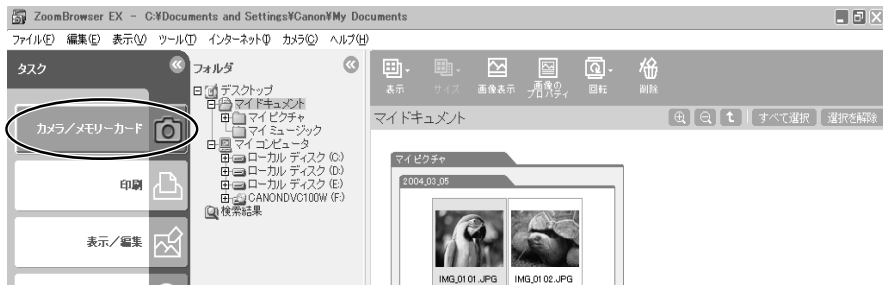 ZoomBrowser EX - C:¥Documents and Settings¥Canon¥My Documents
ファイル(F) 編集(E) 表示(V) ツール(T) インターネット(I) カメラ(C) ヘルプ(H)
タスク
カメラ／メモリーカード
印刷
表示／編集
フォルダ
デスクトップ
マイドキュメント
マイピクチャ
マイミュージック
マイコンピュータ
ローカル ディスク (C:)
ローカル ディスク (D:)
ローカル ディスク (E:)
CANONDVC100W (F:)
検索結果
表示 サイズ 画像表示 画像のプロパティ 回転 削除
マイドキュメント
すべて選択 選択を解除
マイピクチャ
2004_03_05
IMG_0101.JPG IMG_0102.JPG